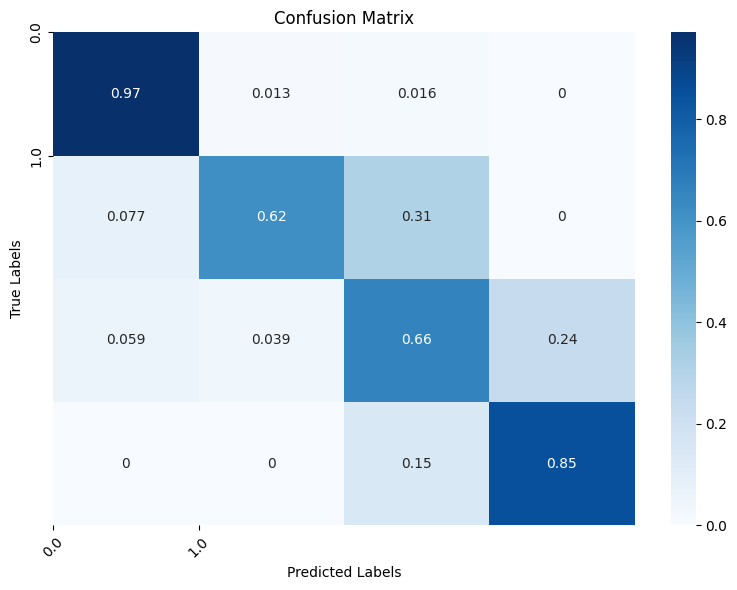 Confusion Matrix
0.0
0.97 0.013 0.016 0
0.8
1.0
0.077 0.62 0.31 0
0.6
True Labels
0.4
0.059 0.039 0.66 0.24
0.2
0 0 0.15 0.85
0.0
0.0 1.0
Predicted Labels